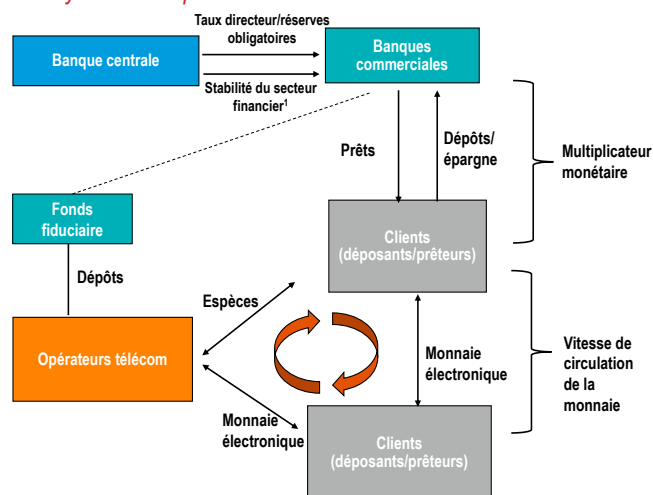 Taux directeur/réserves
obligatoires
Banque centrale
Banques
commerciales
Stabilité du secteur
financier¹
Prêts
Dépôts/
épargne
Multiplicateur
monétaire
Fonds
fiduciaire
Clients
(déposants/prêteurs)
Dépôts
Espèces
Opérateurs télécom
Monnaie
électronique
Vitesse de
circulation
de la
monnaie
Monnaie
électronique
Clients
(déposants/prêteurs)